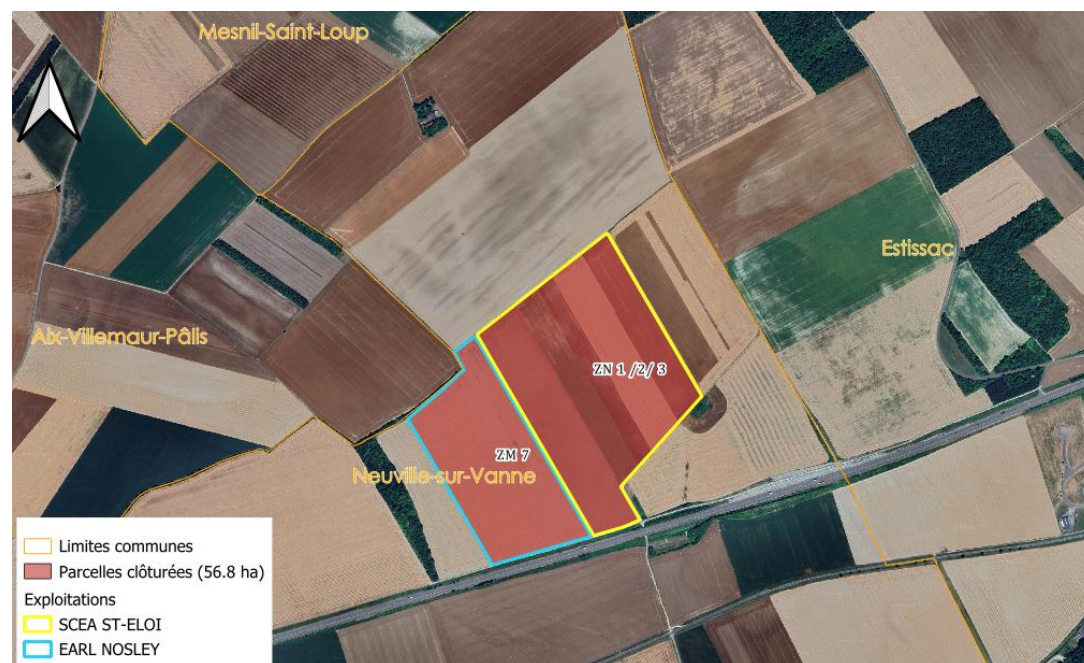 Mesnil-Saint-Loup
Estissac
Aix-Villemaur-Pâlis
ZN 1 /2/ 3
ZM 7
Neuville-sur-Vanne
Limites communes
Parcelles clôturées (56.8 ha)
Exploitations
SCEA ST-ELOI
EARL NOSLEY